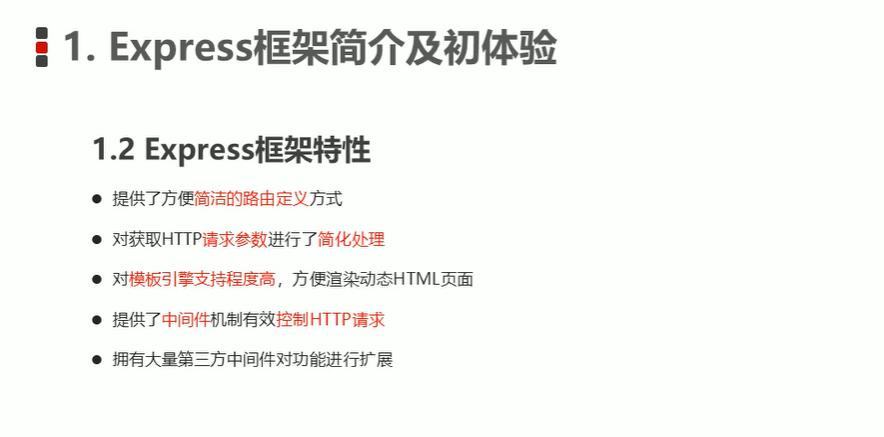 1. Express框架简介及初体验
1.2 Express框架特性
提供了方便简洁的路由定义方式
对获取HTTP请求参数进行了简化处理
对模板引擎支持程度高，方便渲染动态HTML页面
提供了中间件机制有效控制HTTP请求
拥有大量第三方中间件对功能进行扩展